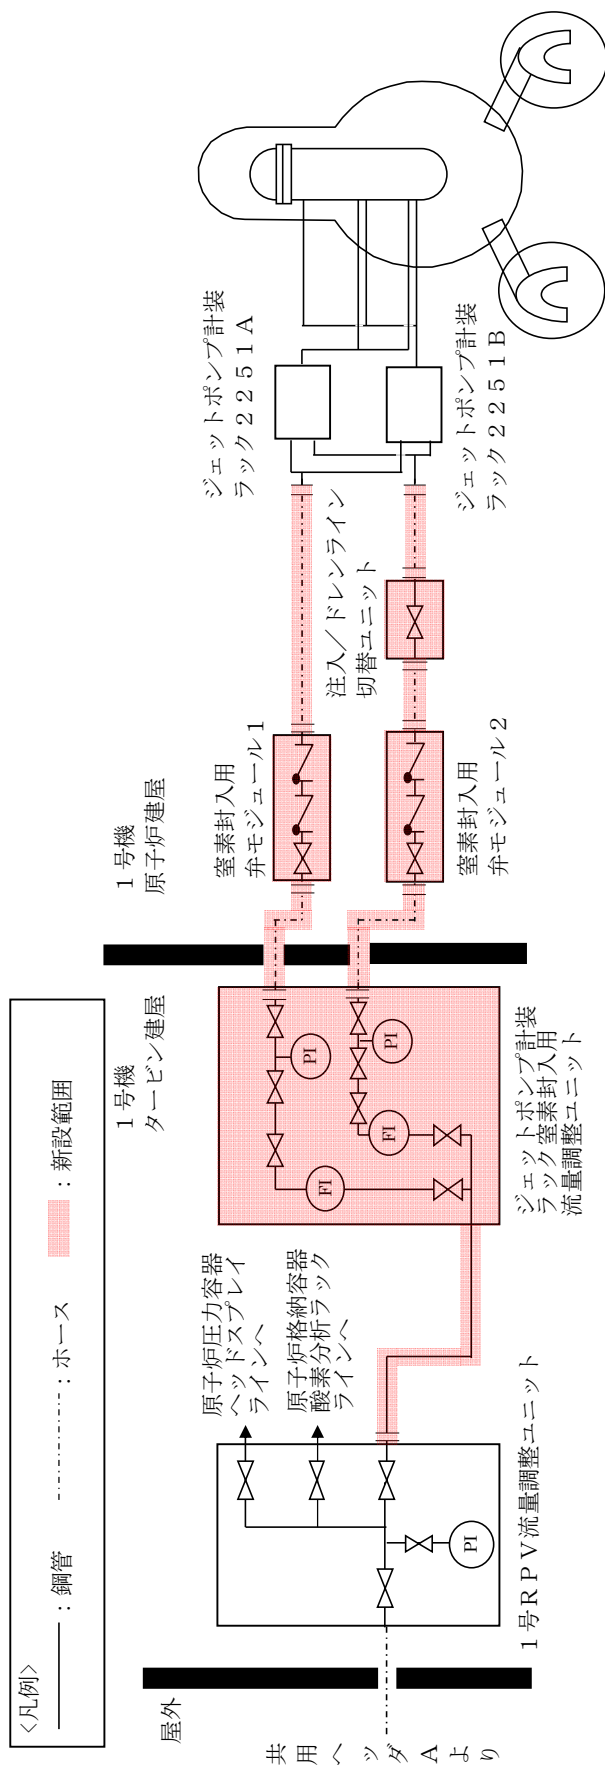 <凡例>
：鋼管
：ホース
：新設範囲
屋外
共用ヘッダAより
1号機
タービン建屋
1号機
原子炉建屋
原子炉圧力容器
ヘッドスプレイ
ラインへ
原子炉格納容器
酸素分析ラック
ラインへ
PI
1号RPV流量調整ユニット
FI
PI
FI
PI
ジェットポンプ計装
ラック窒素封入用
流量調整ユニット
窒素封入用
弁モジュール1
窒素封入用
弁モジュール2
注入／ドレンライン
切替ユニット
ジェットポンプ計装
ラック2251A
ジェットポンプ計装
ラック2251B